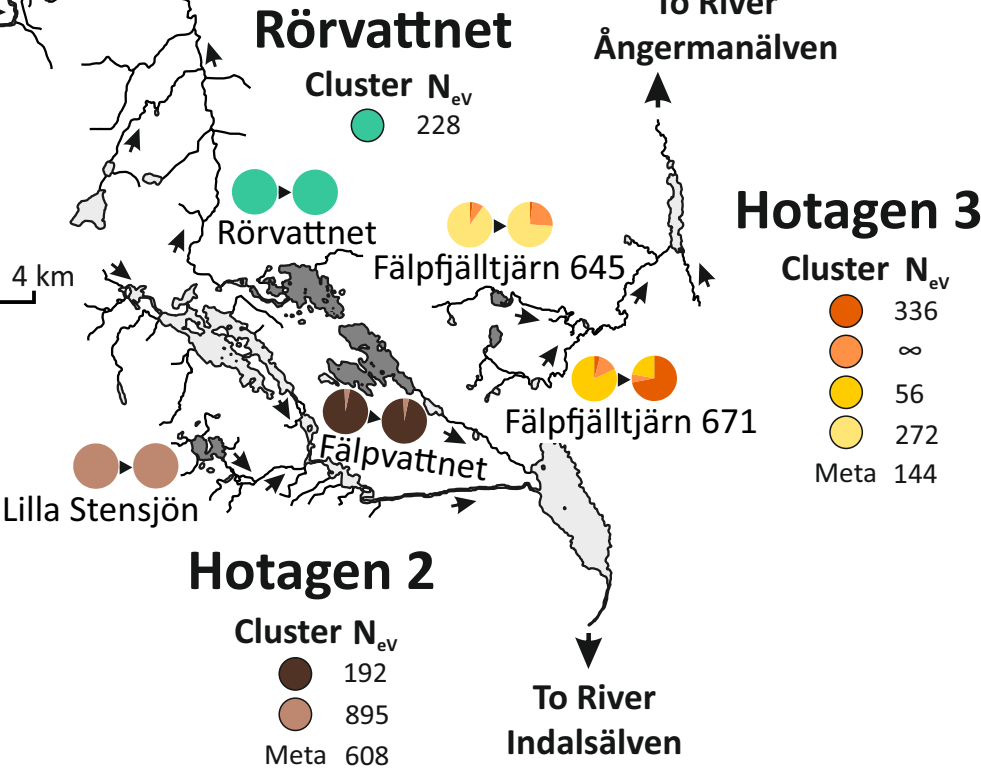 To River
Ångermanälven
Rörvattnet
Cluster NeV
228
Rörvattnet
4 km
Fälpfjälltjärn 645
Hotagen 3
Cluster NeV
336
∞
56
272
Meta 144
Fälpfjälltjärn 671
Fälpvattnet
Lilla Stensjön
Hotagen 2
Cluster NeV
192
895
Meta 608
To River
Indalsälven